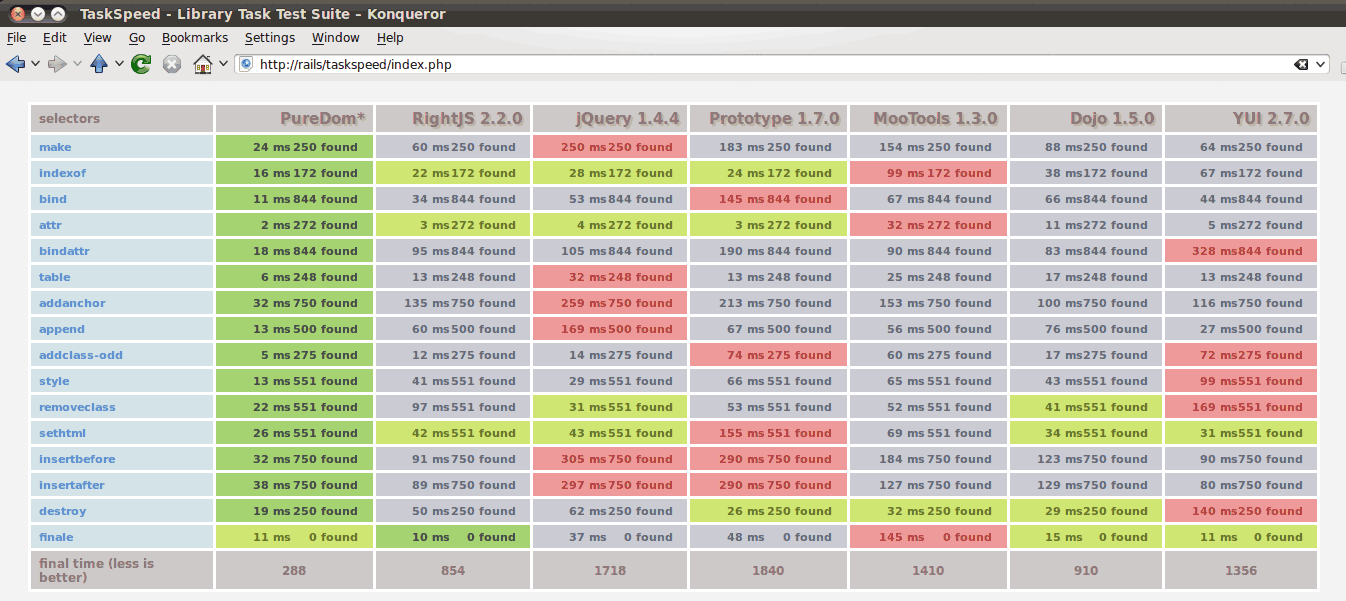 TaskSpeed - Library Task Test Suite – Konqueror
File Edit View Go Bookmarks Settings Window Help
http://rails/taskspeed/index.php
selectors PureDom* RightJS 2.2.0 jQuery 1.4.4 Prototype 1.7.0 MooTools 1.3.0 Dojo 1.5.0 YUI 2.7.0
make 24 ms 250 found 60 ms 250 found 250 ms 250 found 183 ms 250 found 154 ms 250 found 88 ms 250 found 64 ms 250 found
indexof 16 ms 172 found 22 ms 172 found 28 ms 172 found 24 ms 172 found 99 ms 172 found 38 ms 172 found 67 ms 172 found
bind 11 ms 844 found 34 ms 844 found 53 ms 844 found 145 ms 844 found 67 ms 844 found 66 ms 844 found 44 ms 844 found
attr 2 ms 272 found 3 ms 272 found 4 ms 272 found 3 ms 272 found 32 ms 272 found 11 ms 272 found 5 ms 272 found
bindattr 18 ms 844 found 95 ms 844 found 105 ms 844 found 190 ms 844 found 90 ms 844 found 83 ms 844 found 328 ms 844 found
table 6 ms 248 found 13 ms 248 found 32 ms 248 found 13 ms 248 found 25 ms 248 found 17 ms 248 found 13 ms 248 found
addanchor 32 ms 750 found 135 ms 750 found 259 ms 750 found 213 ms 750 found 153 ms 750 found 100 ms 750 found 116 ms 750 found
append 13 ms 500 found 60 ms 500 found 169 ms 500 found 67 ms 500 found 56 ms 500 found 76 ms 500 found 27 ms 500 found
addclass-odd 5 ms 275 found 12 ms 275 found 14 ms 275 found 74 ms 275 found 60 ms 275 found 17 ms 275 found 72 ms 275 found
style 13 ms 551 found 41 ms 551 found 29 ms 551 found 66 ms 551 found 65 ms 551 found 43 ms 551 found 99 ms 551 found
removeclass 22 ms 551 found 97 ms 551 found 31 ms 551 found 53 ms 551 found 52 ms 551 found 41 ms 551 found 169 ms 551 found
sethtml 26 ms 551 found 42 ms 551 found 43 ms 551 found 155 ms 551 found 69 ms 551 found 34 ms 551 found 31 ms 551 found
insertbefore 32 ms 750 found 91 ms 750 found 305 ms 750 found 290 ms 750 found 184 ms 750 found 123 ms 750 found 90 ms 750 found
insertafter 38 ms 750 found 89 ms 750 found 297 ms 750 found 290 ms 750 found 127 ms 750 found 129 ms 750 found 80 ms 750 found
destroy 19 ms 250 found 50 ms 250 found 62 ms 250 found 26 ms 250 found 32 ms 250 found 29 ms 250 found 140 ms 250 found
finale 11 ms 0 found 10 ms 0 found 37 ms 0 found 48 ms 0 found 145 ms 0 found 15 ms 0 found 11 ms 0 found
final time (less is
better) 288 854 1718 1840 1410 910 1356